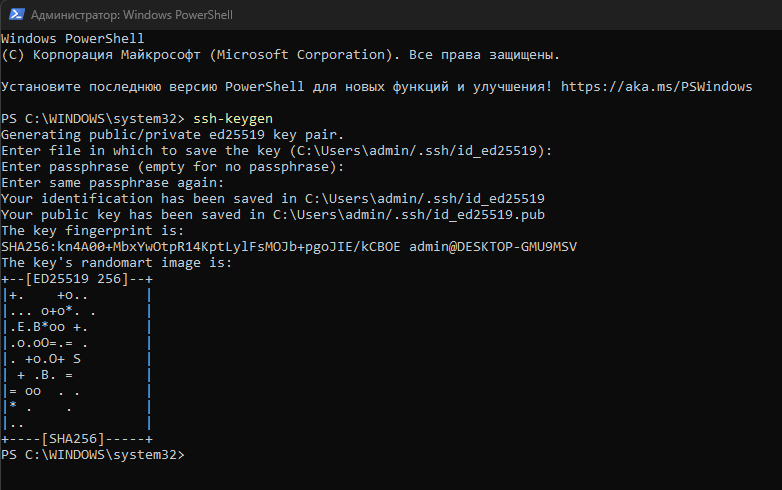 Администратор: Windows PowerShell
Windows PowerShell
(C) Корпорация Майкрософт (Microsoft Corporation). Все права защищены.
Установите последнюю версию PowerShell для новых функций и улучшения! https://aka.ms/PSWindows
PS C:\WINDOWS\system32> ssh-keygen
Generating public/private ed25519 key pair.
Enter file in which to save the key (C:\Users\admin/.ssh/id_ed25519):
Enter passphrase (empty for no passphrase):
Enter same passphrase again:
Your identification has been saved in C:\Users\admin/.ssh/id_ed25519
Your public key has been saved in C:\Users\admin/.ssh/id_ed25519.pub
The key fingerprint is:
SHA256:kn4A00+MbxYwOtpR14KptLylFsMOJb+pgoJIE/kCBOE admin@DESKTOP-GMU9MSV
The key's randomart image is:
+--[ED25519 256]--+
|+.    +o..       |
|... o+o*. .      |
|.E.B*oo +.       |
|.o.oO=.= .       |
|. +o.O+ S        |
| + .B. =         |
|= oo  . .        |
|* .    .         |
|..               |
+----[SHA256]-----+
PS C:\WINDOWS\system32>